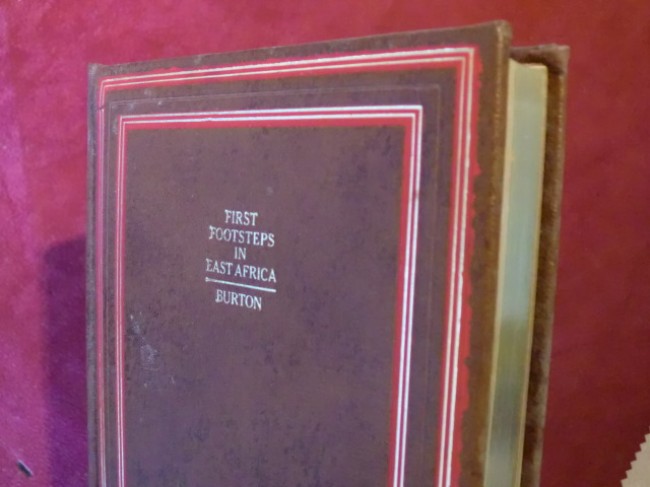 FIRST
FOOTSTEPS
IN
EAST AFRICA
BURTON